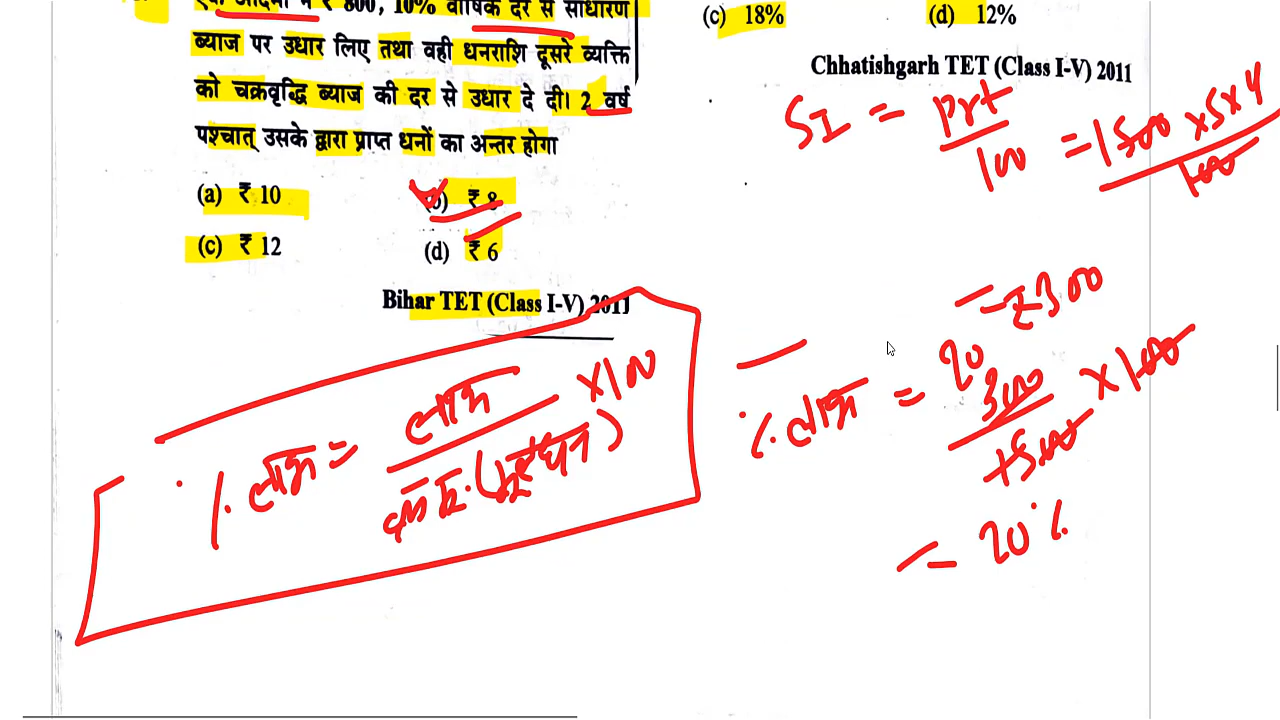 एक आदमी ने ₹ 800, 10% वार्षिक दर से साधारण
ब्याज पर उधार लिए तथा वही धनराशि दूसरे व्यक्ति
को चक्रवृद्धि ब्याज की दर से उधार दे दी। 2 वर्ष
पश्चात् उसके द्वारा प्राप्त धनों का अन्तर होगा
(a) ₹ 10
(b) ₹ 8
(c) ₹ 12
(d) ₹ 6
Bihar TET (Class I-V) 2011
% लाभ = लाभ / (मूलधन) × 100
(c) 18%
(d) 12%
Chhatishgarh TET (Class I-V) 2011
SI = Prt / 100 = 1500 × 5 × 4 / 100
= ₹300
% लाभ = 300 / 1500 × 100
20
= 20%